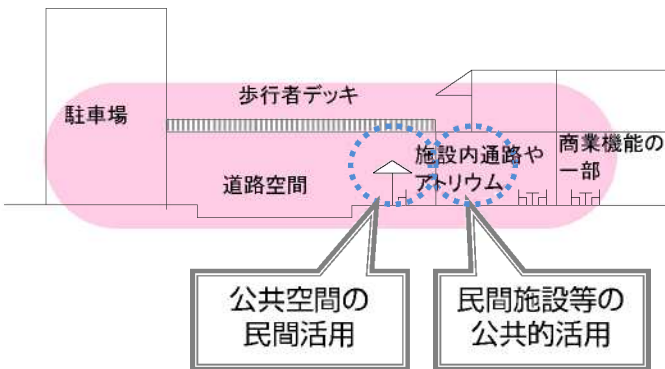 歩行者デッキ
駐車場
道路空間
施設内通路や
アトリウム
商業機能の
一部
公共空間の
民間活用
民間施設等の
公共的活用